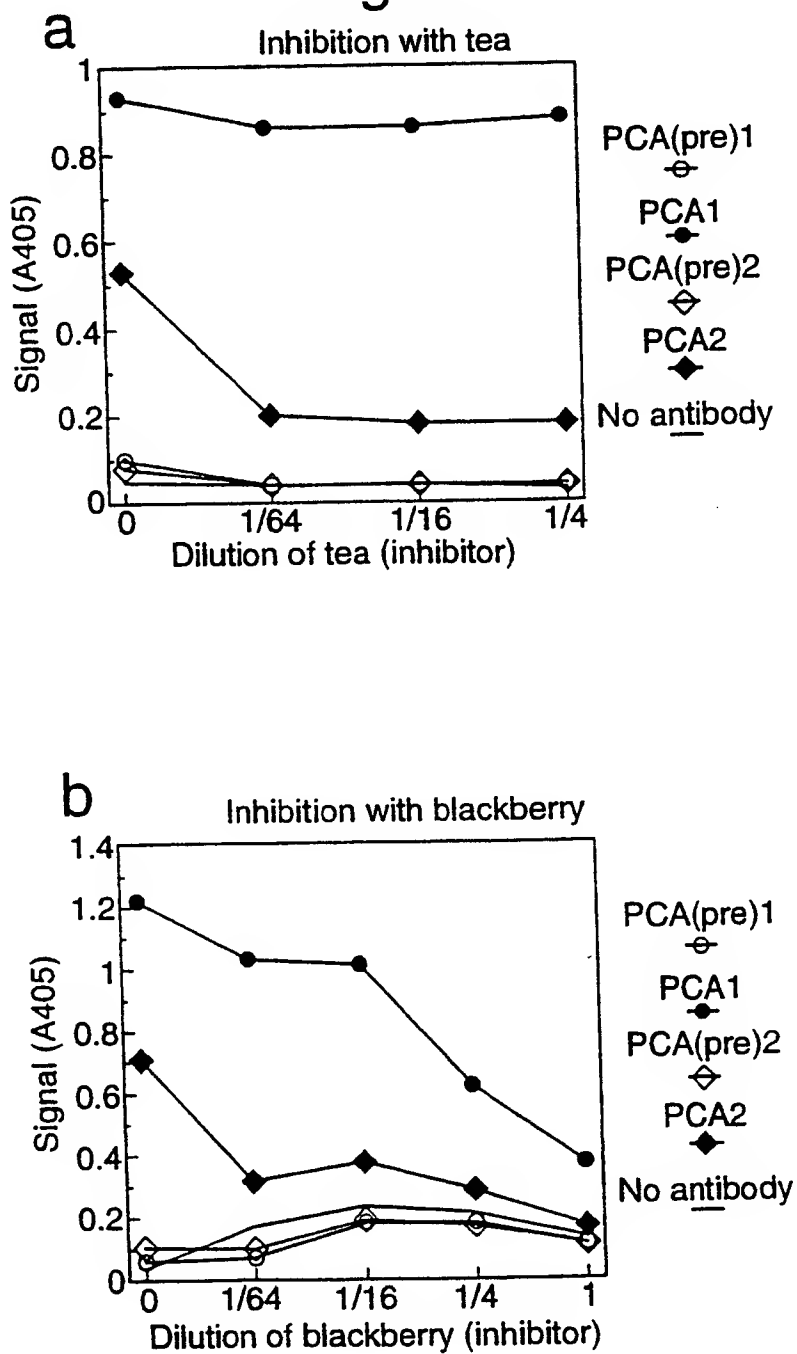 g
a
Inhibition with tea
1
0.8
0.6
0.4
0.2
0
Signal (A405)
0 1/64 1/16 1/4
Dilution of tea (inhibitor)
PCA(pre)1
PCA1
PCA(pre)2
PCA2
No antibody
b
Inhibition with blackberry
1.4
1.2
1
0.8
0.6
0.4
0.2
0
Signal (A405)
0 1/64 1/16 1/4 1
Dilution of blackberry (inhibitor)
PCA(pre)1
PCA1
PCA(pre)2
PCA2
No antibody